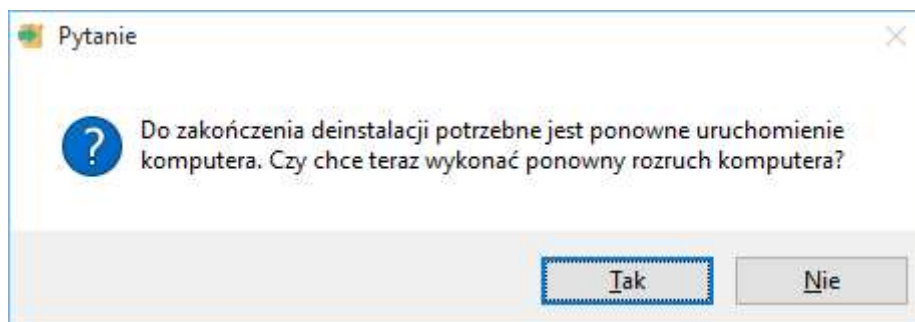 Pytanie
Do zakończenia deinstalacji potrzebne jest ponowne uruchomienie
komputera. Czy chce teraz wykonać ponowny rozruch komputera?
Tak
Nie